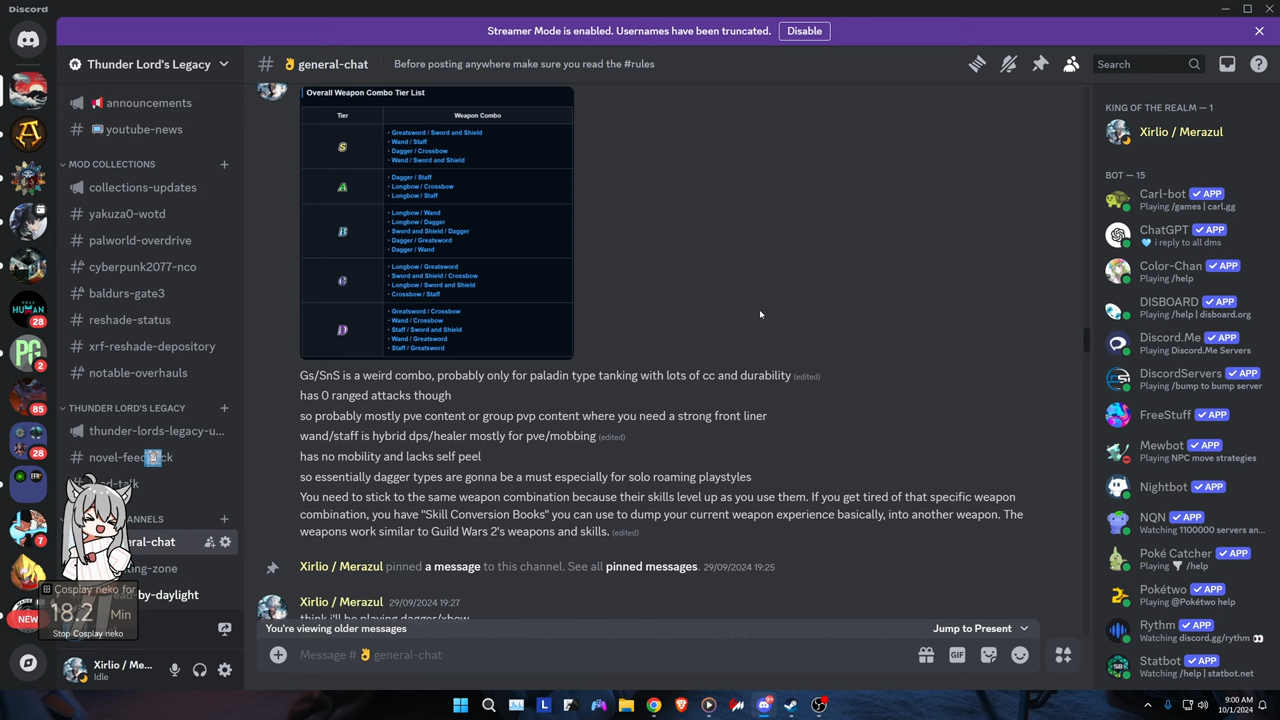 Discord
Streamer Mode is enabled. Usernames have been truncated.
Disable
Thunder Lord's Legacy
announcements
youtube-news
MOD COLLECTIONS
collections-updates
yakuza0-wotd
palworld-overdrive
cyberpunk2077-nco
baldurs-gate3
reshade-status
xrf-reshade-depository
notable-overhauls
THUNDER LORD'S LEGACY
thunder-lords-legacy-u...
28
2
85
28
7
NEW
Cosplay neko for
18.2 Min
Stop Cosplay neko
Xirlio / Me...
Idle
# general-chat
Before posting anywhere make sure you read the #rules
Search
Overall Weapon Combo Tier List
Tier
Weapon Combo
S
· Greatsword / Sword and Shield
· Wand / Staff
· Dagger / Crossbow
· Wand / Sword and Shield
A
· Dagger / Staff
· Longbow / Crossbow
· Longbow / Staff
B
· Longbow / Wand
· Longbow / Dagger
· Sword and Shield / Dagger
· Dagger / Greatsword
· Dagger / Wand
C
· Longbow / Greatsword
· Sword and Shield / Crossbow
· Longbow / Sword and Shield
· Crossbow / Staff
D
· Greatsword / Crossbow
· Wand / Crossbow
· Staff / Sword and Shield
· Wand / Greatsword
· Staff / Greatsword
Gs/SnS is a weird combo, probably only for paladin type tanking with lots of cc and durability (edited)
has 0 ranged attacks though
so probably mostly pve content or group pvp content where you need a strong front liner
wand/staff is hybrid dps/healer mostly for pve/mobbing (edited)
has no mobility and lacks self peel
so essentially dagger types are gonna be a must especially for solo roaming playstyles
You need to stick to the same weapon combination because their skills level up as you use them. If you get tired of that specific weapon
combination, you have "Skill Conversion Books" you can use to dump your current weapon experience basically, into another weapon. The
weapons work similar to Guild Wars 2's weapons and skills. (edited)
Xirlio / Merazul pinned a message to this channel. See all pinned messages. 29/09/2024 19:25
Xirlio / Merazul 29/09/2024 19:27
think i'll be playing dagger/xbow
You're viewing older messages
Jump to Present
Message # general-chat
GIF
KING OF THE REALM — 1
Xirlio / Merazul
BOT — 15
Carl-bot APP
Playing /games | carl.gg
ChatGPT APP
i reply to all dms
Color-Chan APP
Playing /help
DISBOARD APP
Playing /help | disboard.org
Discord.Me APP
Playing Discord.Me Servers
DiscordServers APP
Playing /bump to bump server
FreeStuff APP
Mewbot APP
Playing NPC move strategies
Nightbot APP
NQN APP
Watching 1100000 servers an...
Poké Catcher APP
Playing /help
Pokétwo APP
Playing @Pokétwo help
Rythm APP
Watching discord.gg/rythm
Statbot APP
Watching /help | statbot.net
9:00 AM
10/1/2024